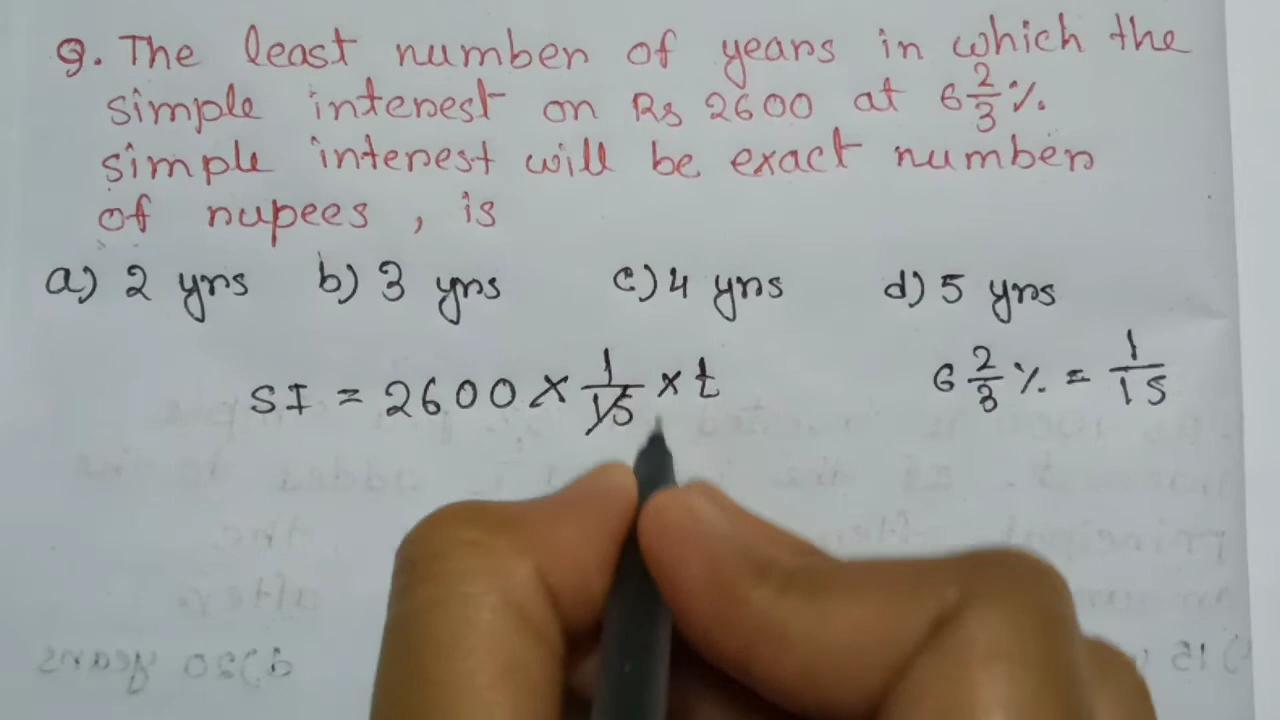 Q. The least number of years in which the
simple interest on Rs 2600 at 6 2/3 %.
simple interest will be exact number
of rupees, is
a) 2 yrs b) 3 yrs c) 4 yrs d) 5 yrs
SI = 2600 × 1/15 × t 6 2/3 % = 1/15